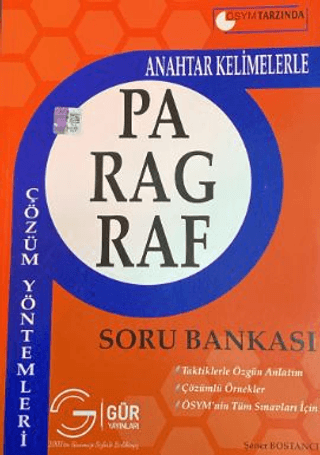 ÖSYM TARZINDA
ANAHTAR KELİMELERLE
PA
RAG
RAF
ÇÖZÜM YÖNTEMLERİ
SORU BANKASI
Taktiklerle Özgün Anlatım
Çözümlü Örnekler
ÖSYM'nin Tüm Sınavları İçin
GÜR
YAYINLARI
BOSTANCI